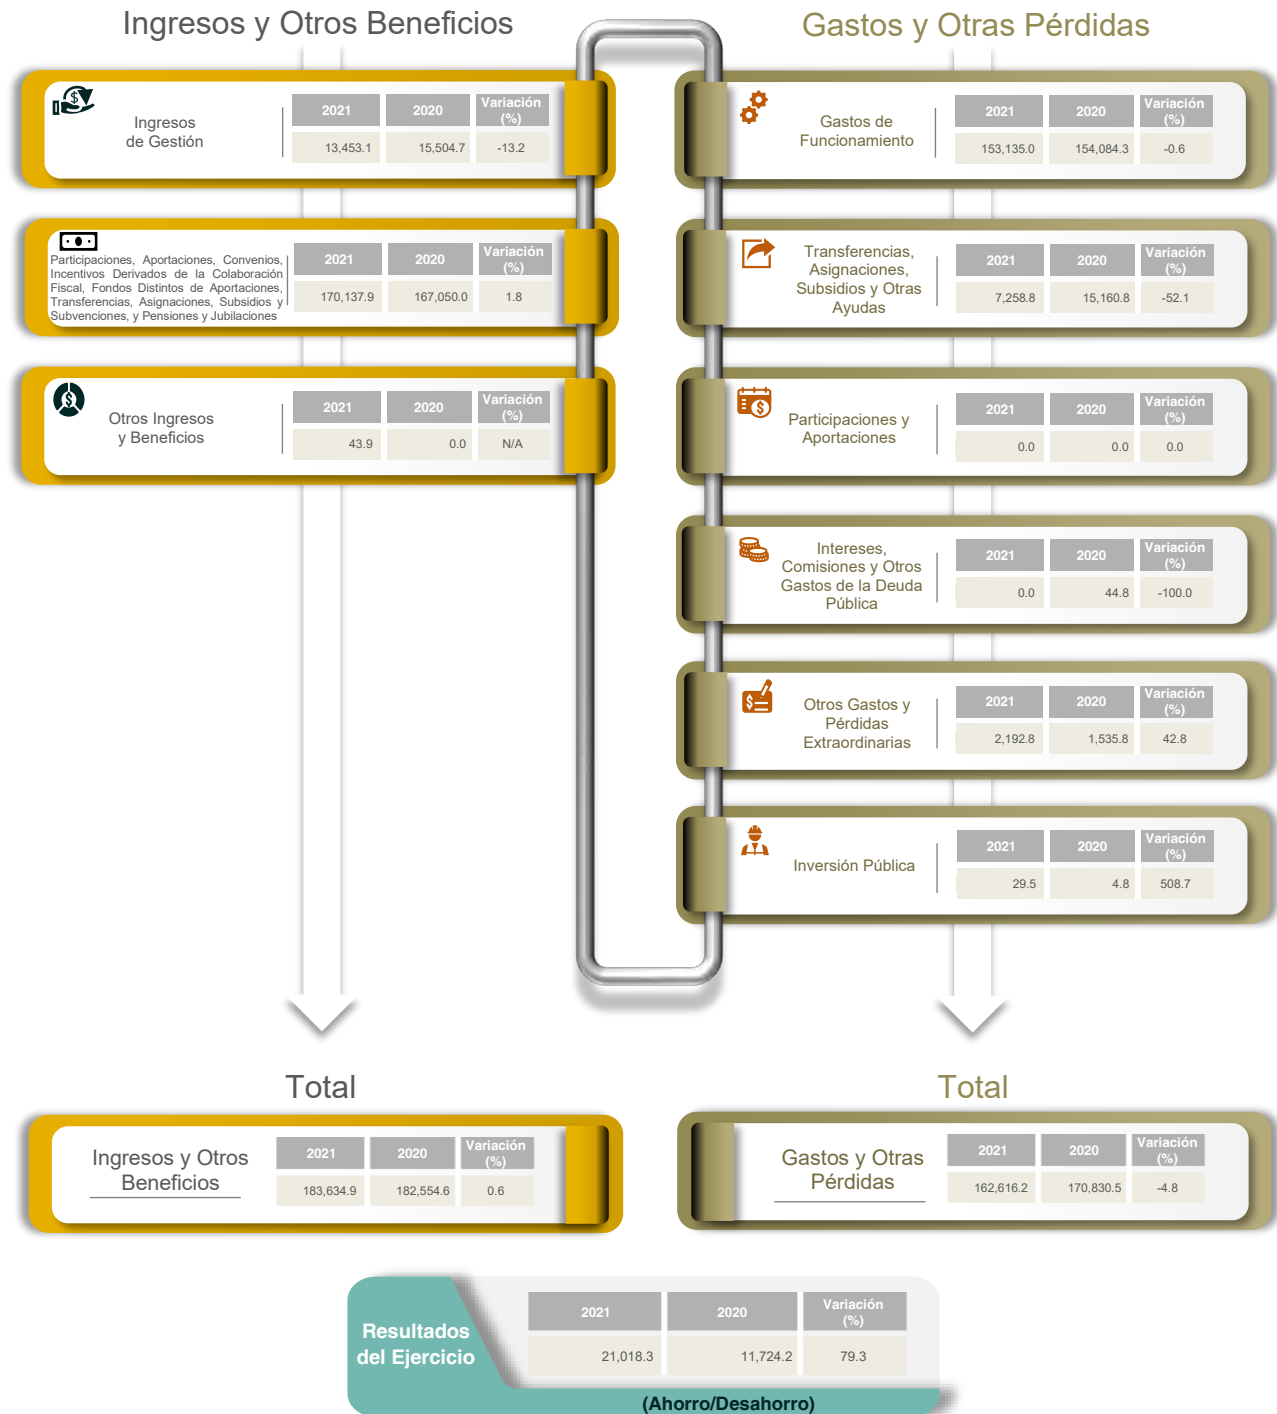 Ingresos y Otros Beneficios
Ingresos
de Gestión
2021 2020 Variación (%)
13,453.1 15,504.7 -13.2
Participaciones, Aportaciones, Convenios,
Incentivos Derivados de la Colaboración
Fiscal, Fondos Distintos de Aportaciones,
Transferencias, Asignaciones, Subsidios y
Subvenciones, y Pensiones y Jubilaciones
2021 2020 Variación (%)
170,137.9 167,050.0 1.8
Otros Ingresos
y Beneficios
2021 2020 Variación (%)
43.9 0.0 N/A
Gastos y Otras Pérdidas
Gastos de
Funcionamiento
2021 2020 Variación (%)
153,135.0 154,084.3 -0.6
Transferencias,
Asignaciones,
Subsidios y Otras
Ayudas
2021 2020 Variación (%)
7,258.8 15,160.8 -52.1
Participaciones y
Aportaciones
2021 2020 Variación (%)
0.0 0.0 0.0
Intereses,
Comisiones y Otros
Gastos de la Deuda
Pública
2021 2020 Variación (%)
0.0 44.8 -100.0
Otros Gastos y
Pérdidas
Extraordinarias
2021 2020 Variación (%)
2,192.8 1,535.8 42.8
Inversión Pública
2021 2020 Variación (%)
29.5 4.8 508.7
Total
Ingresos y Otros
Beneficios
2021 2020 Variación (%)
183,634.9 182,554.6 0.6
Total
Gastos y Otras
Pérdidas
2021 2020 Variación (%)
162,616.2 170,830.5 -4.8
Resultados
del Ejercicio
2021 2020 Variación (%)
21,018.3 11,724.2 79.3
(Ahorro/Desahorro)